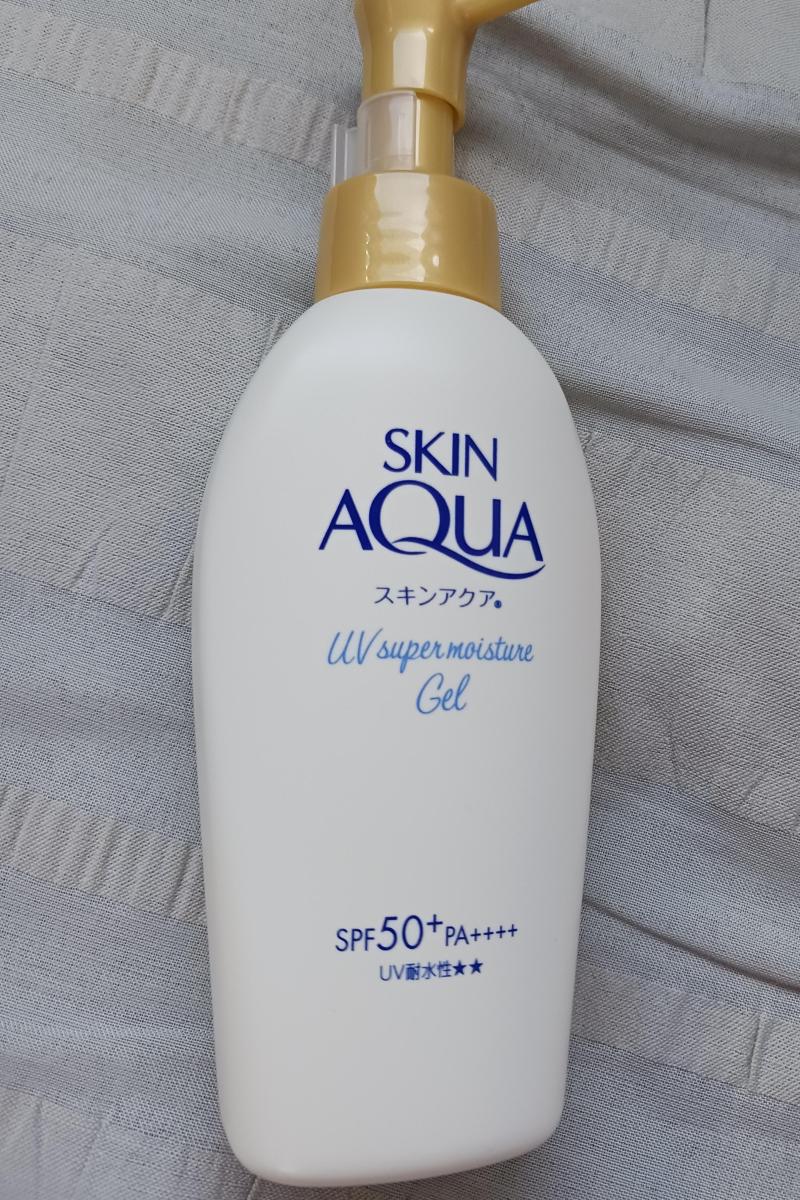 SKIN
AQUA
スキンアクア®
UV super moisture
Gel
SPF50+PA++++
UV耐水性★★